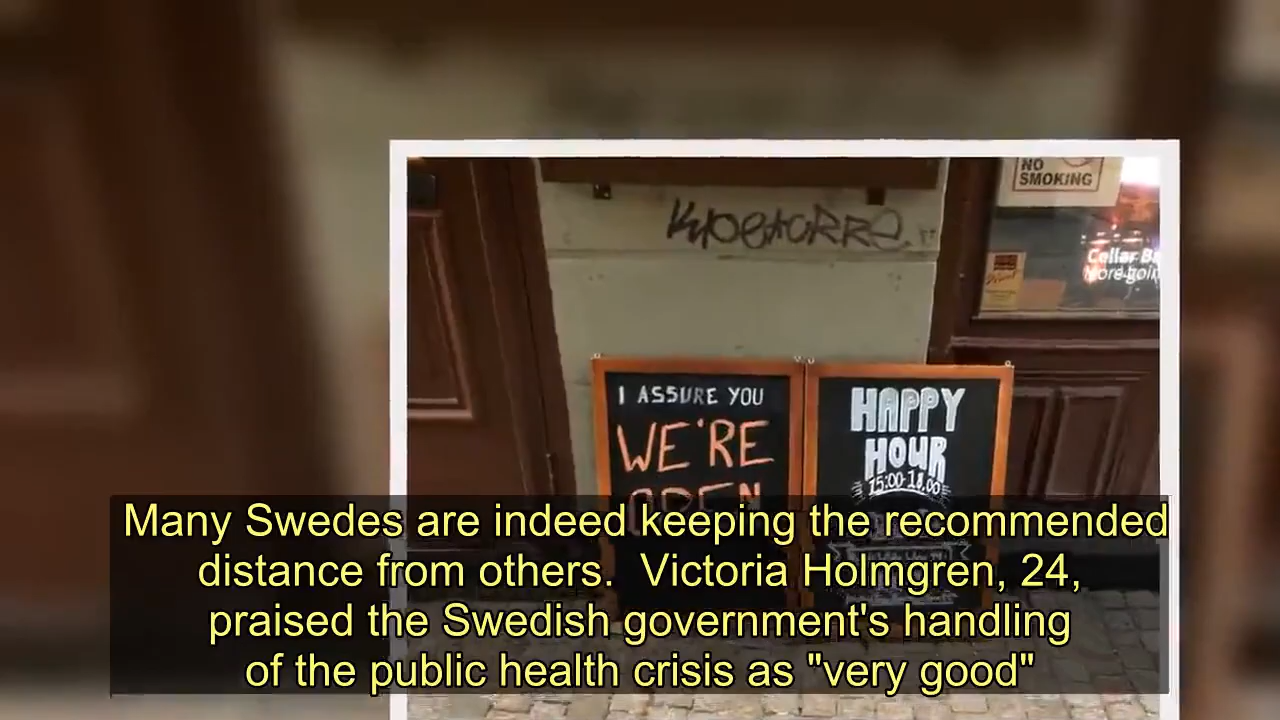 NO
SMOKING
I ASSURE YOU
WE'RE
OPEN
HAPPY
HOUR
15:00-18.00
Many Swedes are indeed keeping the recommended
distance from others.  Victoria Holmgren, 24,
praised the Swedish government's handling
of the public health crisis as "very good"